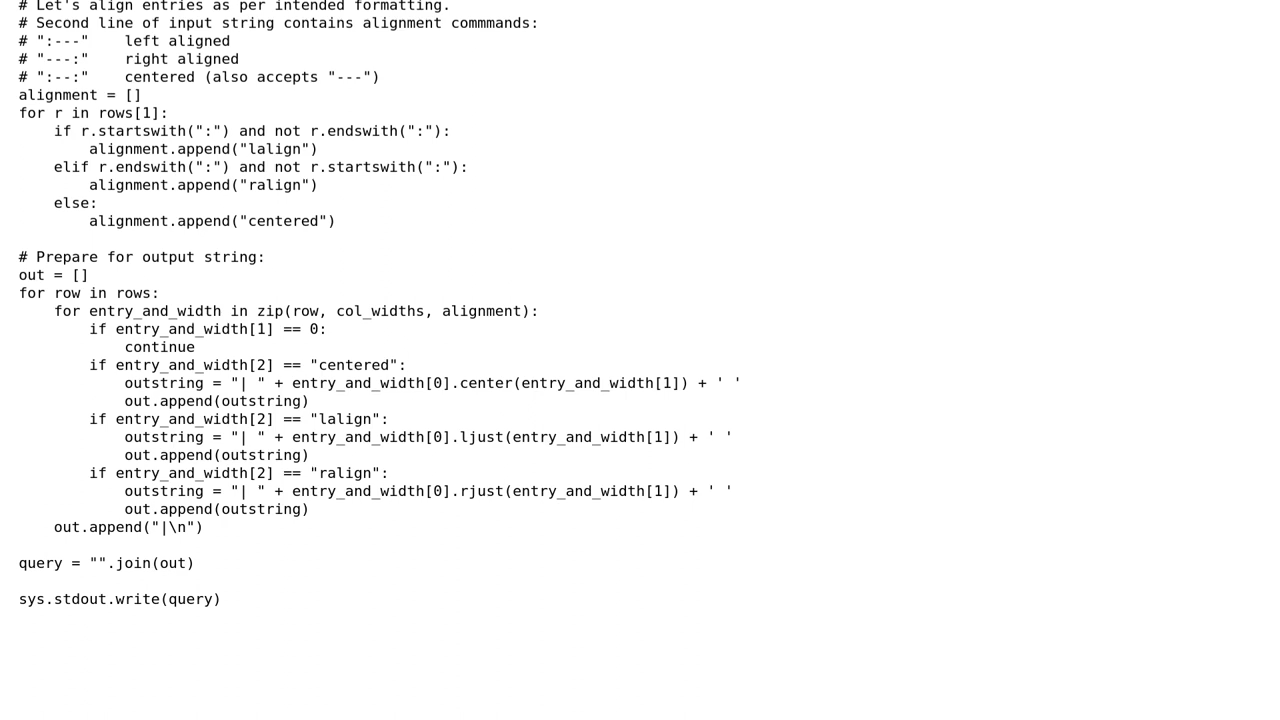 # Let's align entries as per intended formatting.
# Second line of input string contains alignment commmands:
# ":---"    left aligned
# "---:"    right aligned
# ":--:"    centered (also accepts "---")
alignment = []
for r in rows[1]:
    if r.startswith(":") and not r.endswith(":"):
        alignment.append("lalign")
    elif r.endswith(":") and not r.startswith(":"):
        alignment.append("ralign")
    else:
        alignment.append("centered")

# Prepare for output string:
out = []
for row in rows:
    for entry_and_width in zip(row, col_widths, alignment):
        if entry_and_width[1] == 0:
            continue
        if entry_and_width[2] == "centered":
            outstring = "| " + entry_and_width[0].center(entry_and_width[1]) + ' '
            out.append(outstring)
        if entry_and_width[2] == "lalign":
            outstring = "| " + entry_and_width[0].ljust(entry_and_width[1]) + ' '
            out.append(outstring)
        if entry_and_width[2] == "ralign":
            outstring = "| " + entry_and_width[0].rjust(entry_and_width[1]) + ' '
            out.append(outstring)
    out.append("|\n")

query = "".join(out)

sys.stdout.write(query)